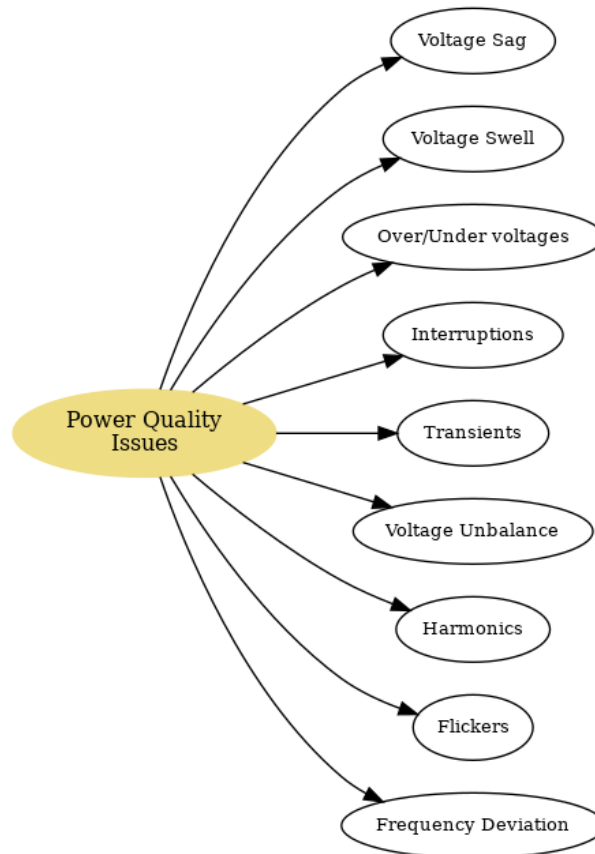 Voltage Sag
Voltage Swell
Over/Under voltages
Interruptions
Power Quality
Issues
Transients
Voltage Unbalance
Harmonics
Flickers
Frequency Deviation